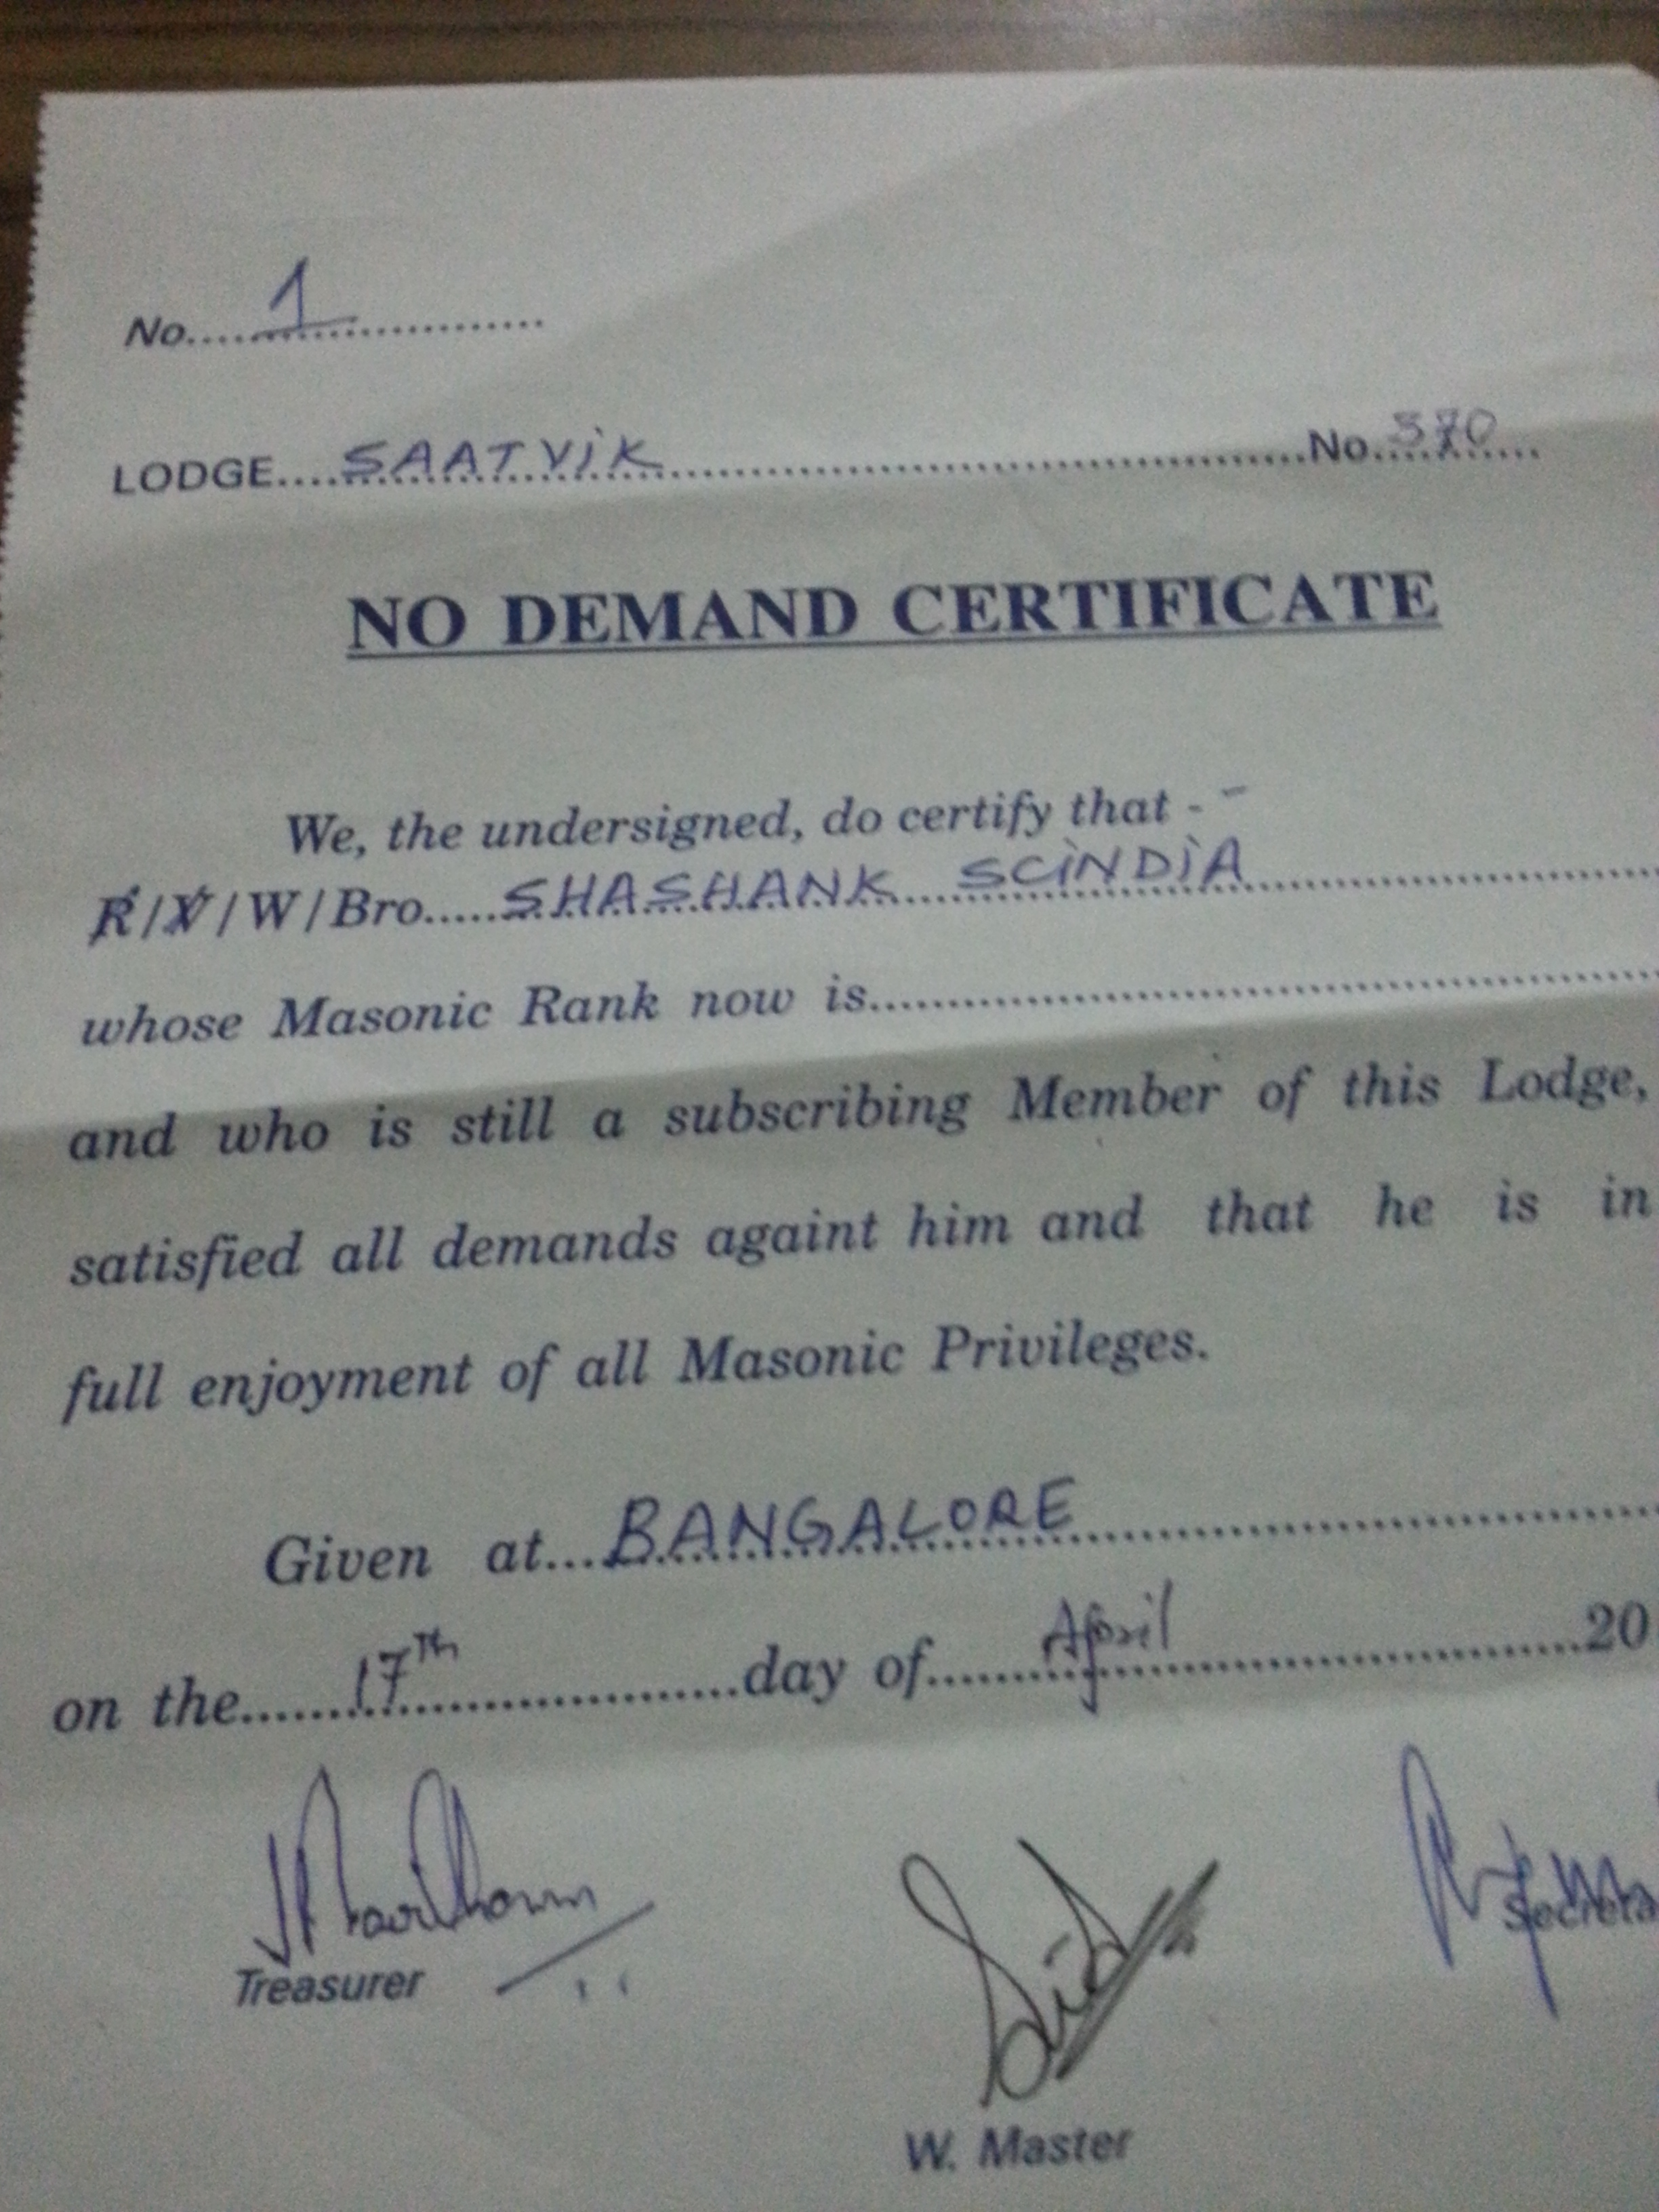 No.....1..................
LODGE....SAATVIK..............................................No.370......
NO DEMAND CERTIFICATE
We, the undersigned, do certify that - -
R/V/W/Bro.....SHASHANK SCINDIA..............................
whose Masonic Rank now is..........................................
and who is still a subscribing Member of this Lodge,
satisfied all demands againt him and that he is in
full enjoyment of all Masonic Privileges.
Given at...BANGALORE........................................
on the......17Th....................day of........April..........................20
Treasurer
Secreta
W. Master